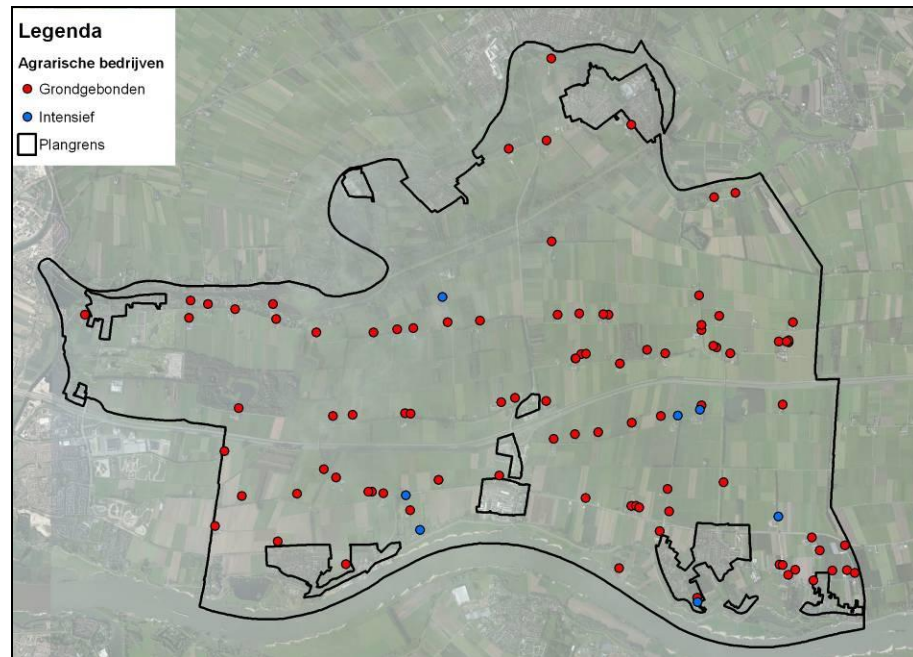 Legenda
Agrarische bedrijven
Grondgebonden
Intensief
Plangrens